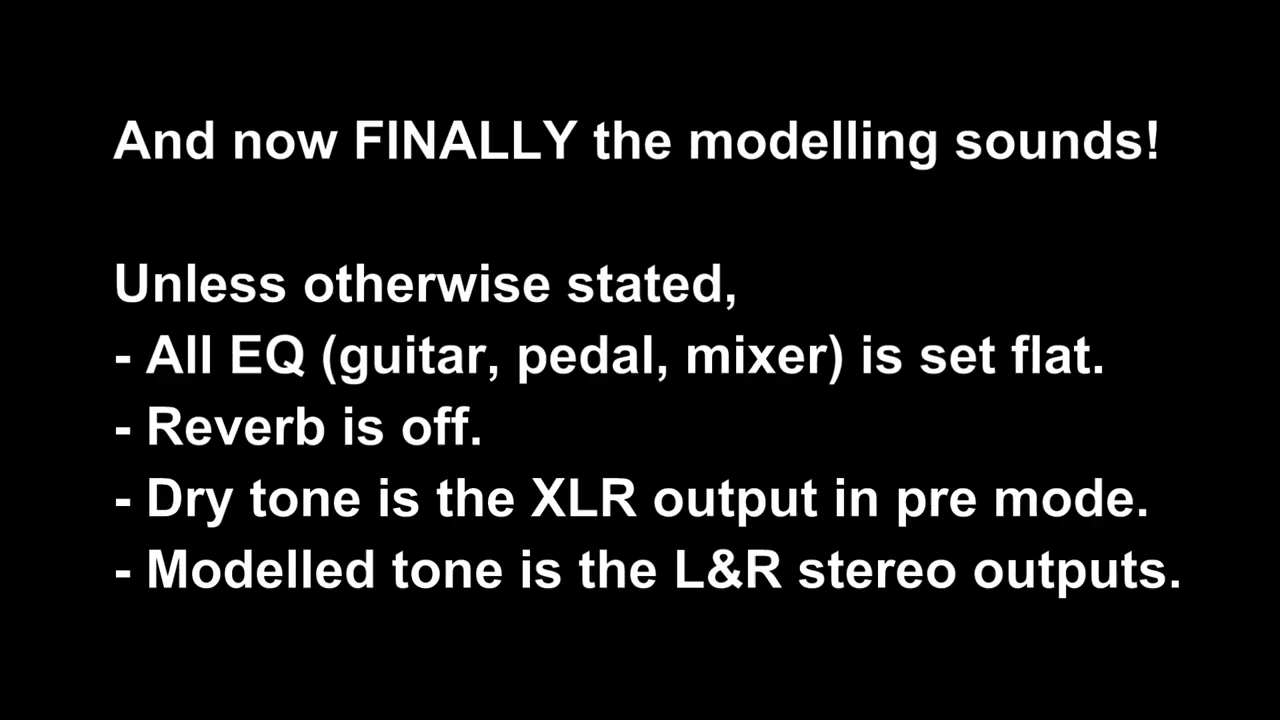 And now FINALLY the modelling sounds!
Unless otherwise stated,
- All EQ (guitar, pedal, mixer) is set flat.
- Reverb is off.
- Dry tone is the XLR output in pre mode.
- Modelled tone is the L&R stereo outputs.